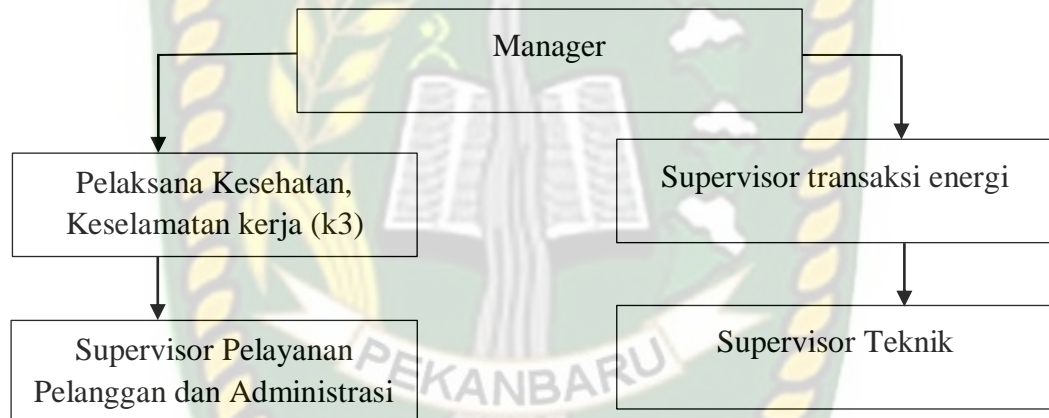 Manager
Pelaksana Kesehatan,
Keselamatan kerja (k3)
Supervisor transaksi energi
Supervisor Pelayanan
Pelanggan dan Administrasi
Supervisor Teknik
PEKANBARU